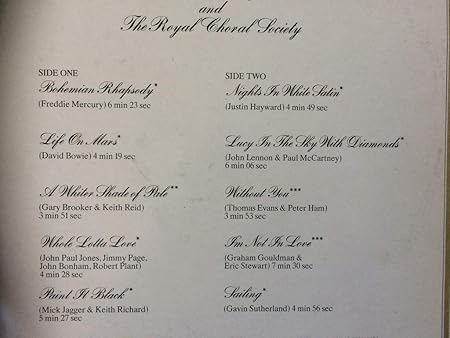 and
The Royal Choral Society
SIDE ONE
Bohemian Rhapsody*
(Freddie Mercury) 6 min 23 sec
Life On Mars*
(David Bowie) 4 min 19 sec
A Whiter Shade of Pale**
(Gary Brooker & Keith Reid)
3 min 51 sec
Whole Lotta Love*
(John Paul Jones, Jimmy Page,
John Bonham, Robert Plant)
4 min 28 sec
Paint It Black*
(Mick Jagger & Keith Richard)
5 min 27 sec
SIDE TWO
Nights In White Satin*
(Justin Hayward) 4 min 49 sec
Lucy In The Sky With Diamonds*
(John Lennon & Paul McCartney)
6 min 06 sec
Without You***
(Thomas Evans & Peter Ham)
3 min 53 sec
I'm Not In Love***
(Graham Gouldman &
Eric Stewart) 7 min 30 sec
Sailing*
(Gavin Sutherland) 4 min 56 sec